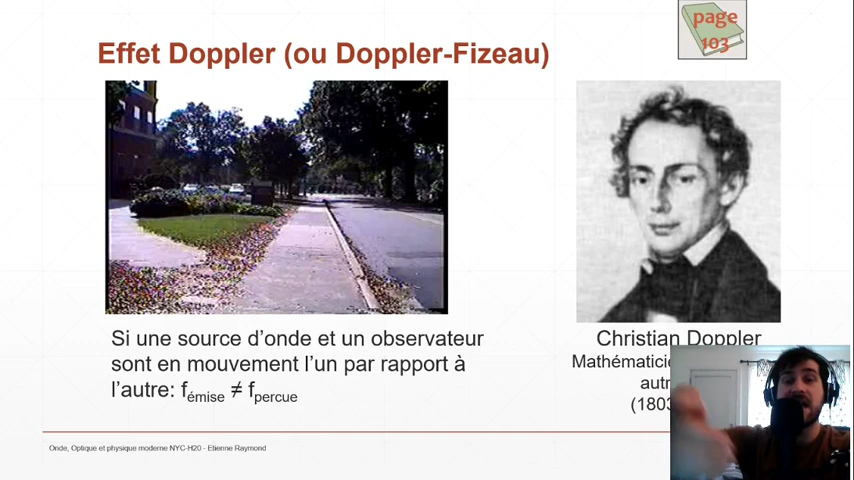 page
103
Effet Doppler (ou Doppler-Fizeau)
Si une source d’onde et un observateur
sont en mouvement l’un par rapport à
l’autre: fémise ≠ fpercue
Christian Doppler
(1803
Onde, Optique et physique moderne NYC-H20 - Etienne Raymond